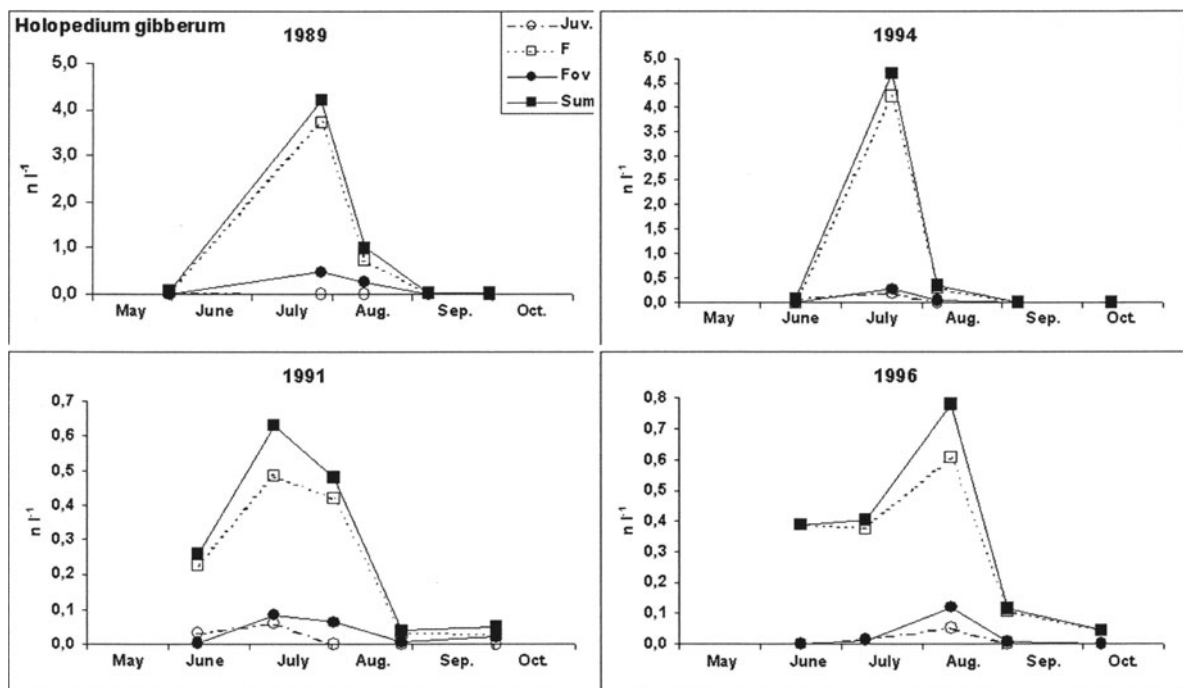 Holopedium gibberum
1989
Juv.
F
Fov
Sum
5,0
4,0
3,0
2,0
1,0
0,0
n l⁻¹
May June July Aug. Sep. Oct.
1994
5,0
4,5
4,0
3,5
3,0
2,5
2,0
1,5
1,0
0,5
0,0
n l⁻¹
May June July Aug. Sep. Oct.
1991
0,7
0,6
0,5
0,4
0,3
0,2
0,1
0,0
n l⁻¹
May June July Aug. Sep. Oct.
1996
0,8
0,7
0,6
0,5
0,4
0,3
0,2
0,1
0,0
n l⁻¹
May June July Aug. Sep. Oct.